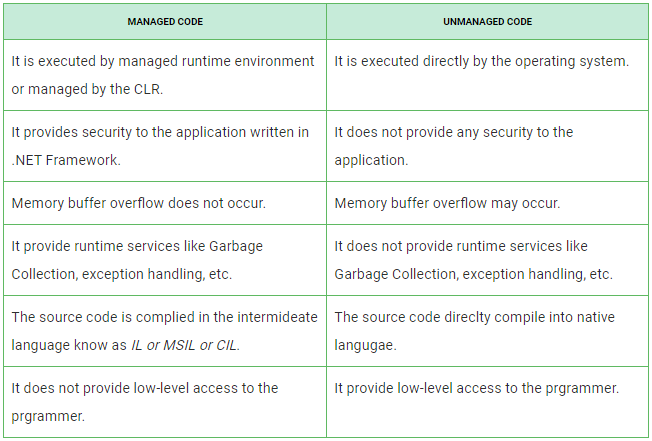 MANAGED CODE
UNMANAGED CODE
It is executed by managed runtime environment
or managed by the CLR.
It is executed directly by the operating system.
It provides security to the application written in
.NET Framework.
It does not provide any security to the
application.
Memory buffer overflow does not occur.
Memory buffer overflow may occur.
It provide runtime services like Garbage
Collection, exception handling, etc.
It does not provide runtime services like
Garbage Collection, exception handling, etc.
The source code is complied in the intermideate
language know as IL or MSIL or CIL.
The source code direclty compile into native
langugae.
It does not provide low-level access to the
prgrammer.
It provide low-level access to the prgrammer.